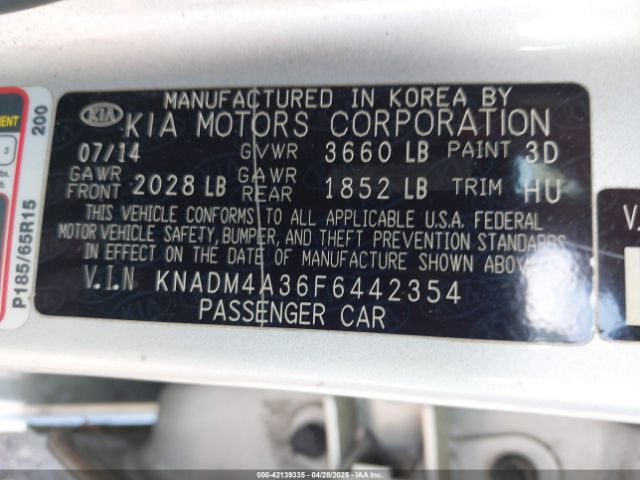 MANUFACTURED IN KOREA BY
KIA KIA MOTORS CORPORATION
07/14 GVWR 3660 LB PAINT 3D
GAWR FRONT 2028 LB GAWR REAR 1852 LB TRIM HU
THIS VEHICLE CONFORMS TO ALL APPLICABLE U.S.A. FEDERAL
MOTOR VEHICLE SAFETY, BUMPER, AND THEFT PREVENTION STANDARDS
IN EFFECT ON THE DATE OF MANUFACTURE SHOWN ABOVE.
V.I.N KNADM4A36F6442354
PASSENGER CAR
200
P185/65R15
3
000-42139335 - 04/28/2025 - IAAI.COM